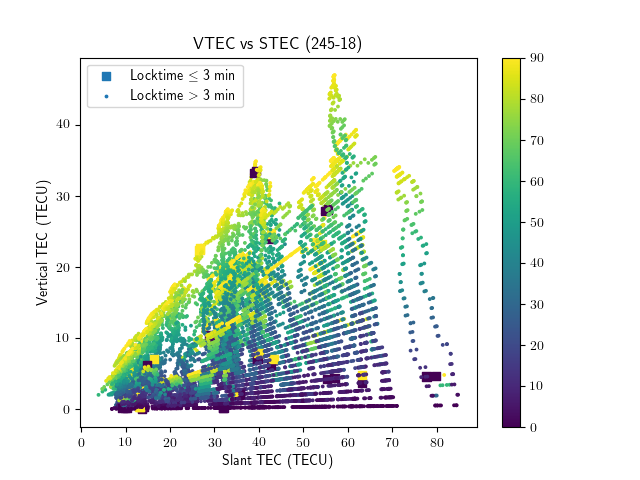 VTEC vs STEC (245-18)
Locktime ≤ 3 min
Locktime > 3 min
Vertical TEC (TECU)
40
30
20
10
0
0 10 20 30 40 50 60 70 80
Slant TEC (TECU)
90
80
70
60
50
40
30
20
10
0